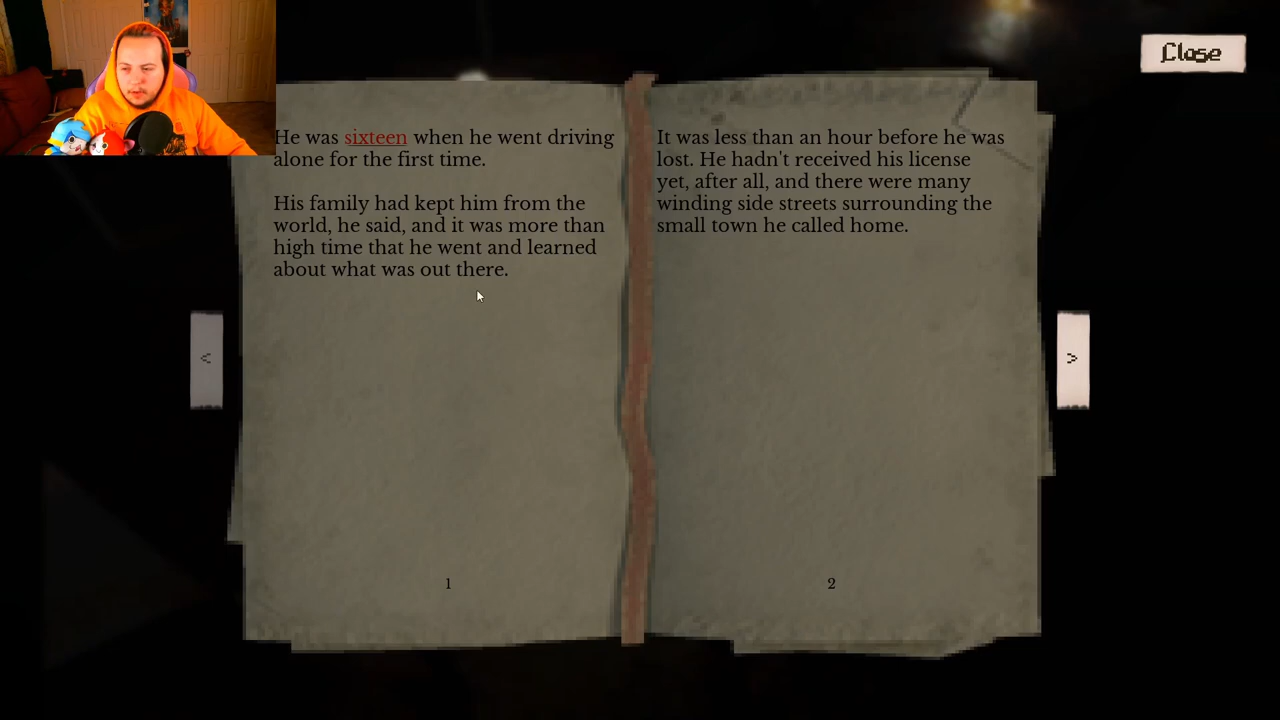 Close
He was sixteen when he went driving
alone for the first time.
His family had kept him from the
world, he said, and it was more than
high time that he went and learned
about what was out there.
1
It was less than an hour before he was
lost. He hadn't received his license
yet, after all, and there were many
winding side streets surrounding the
small town he called home.
2
<
>